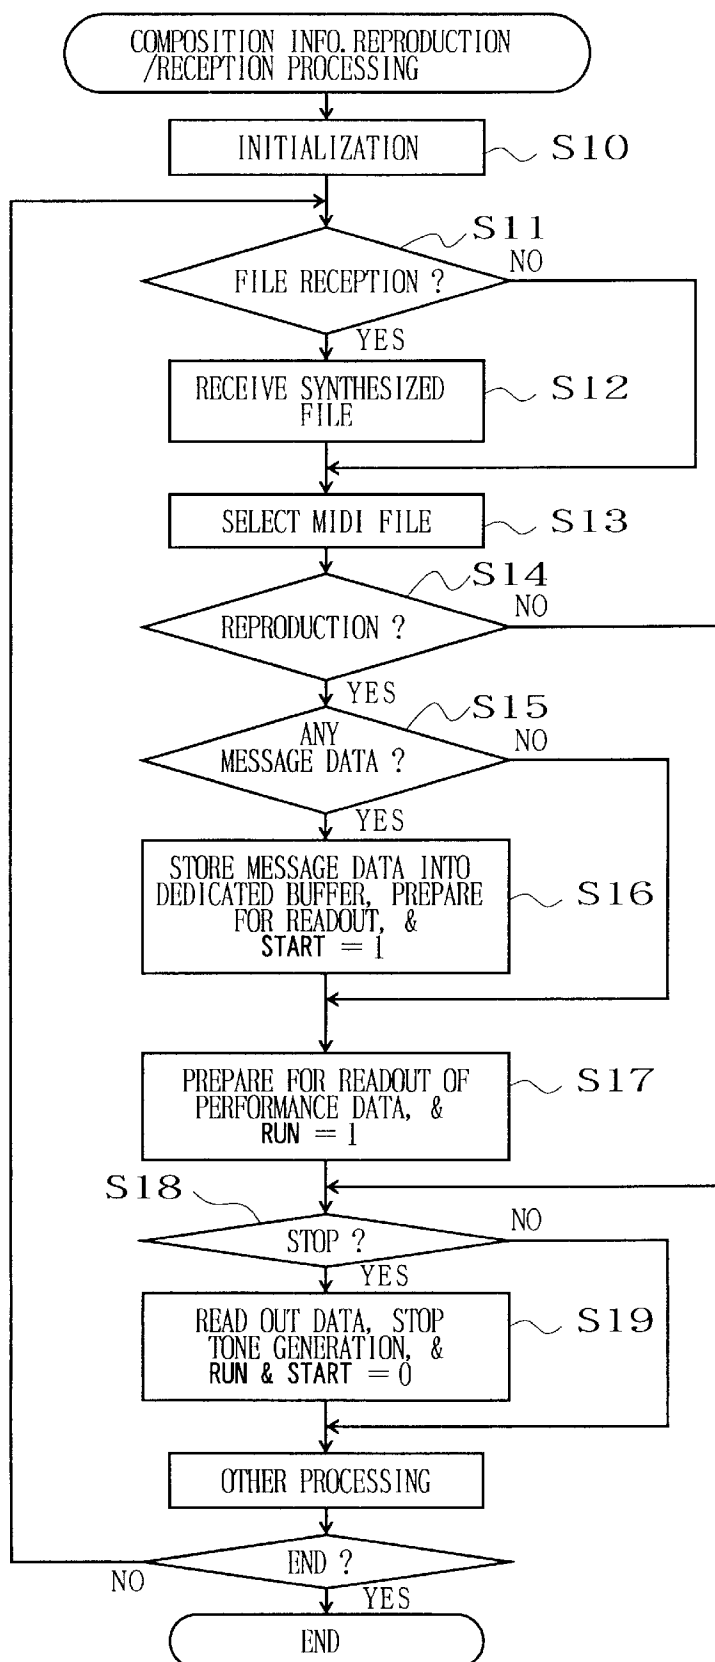 COMPOSITION INFO. REPRODUCTION
/RECEPTION PROCESSING
INITIALIZATION
S10
S11
FILE RECEPTION ?
NO
YES
RECEIVE SYNTHESIZED
FILE
S12
SELECT MIDI FILE
S13
S14
REPRODUCTION ?
NO
YES
S15
ANY
MESSAGE DATA ?
NO
YES
STORE MESSAGE DATA INTO
DEDICATED BUFFER, PREPARE
FOR READOUT, &
START = 1
S16
PREPARE FOR READOUT OF
PERFORMANCE DATA, &
RUN = 1
S17
S18
STOP ?
NO
YES
READ OUT DATA, STOP
TONE GENERATION, &
RUN & START = 0
S19
OTHER PROCESSING
END ?
NO
YES
END